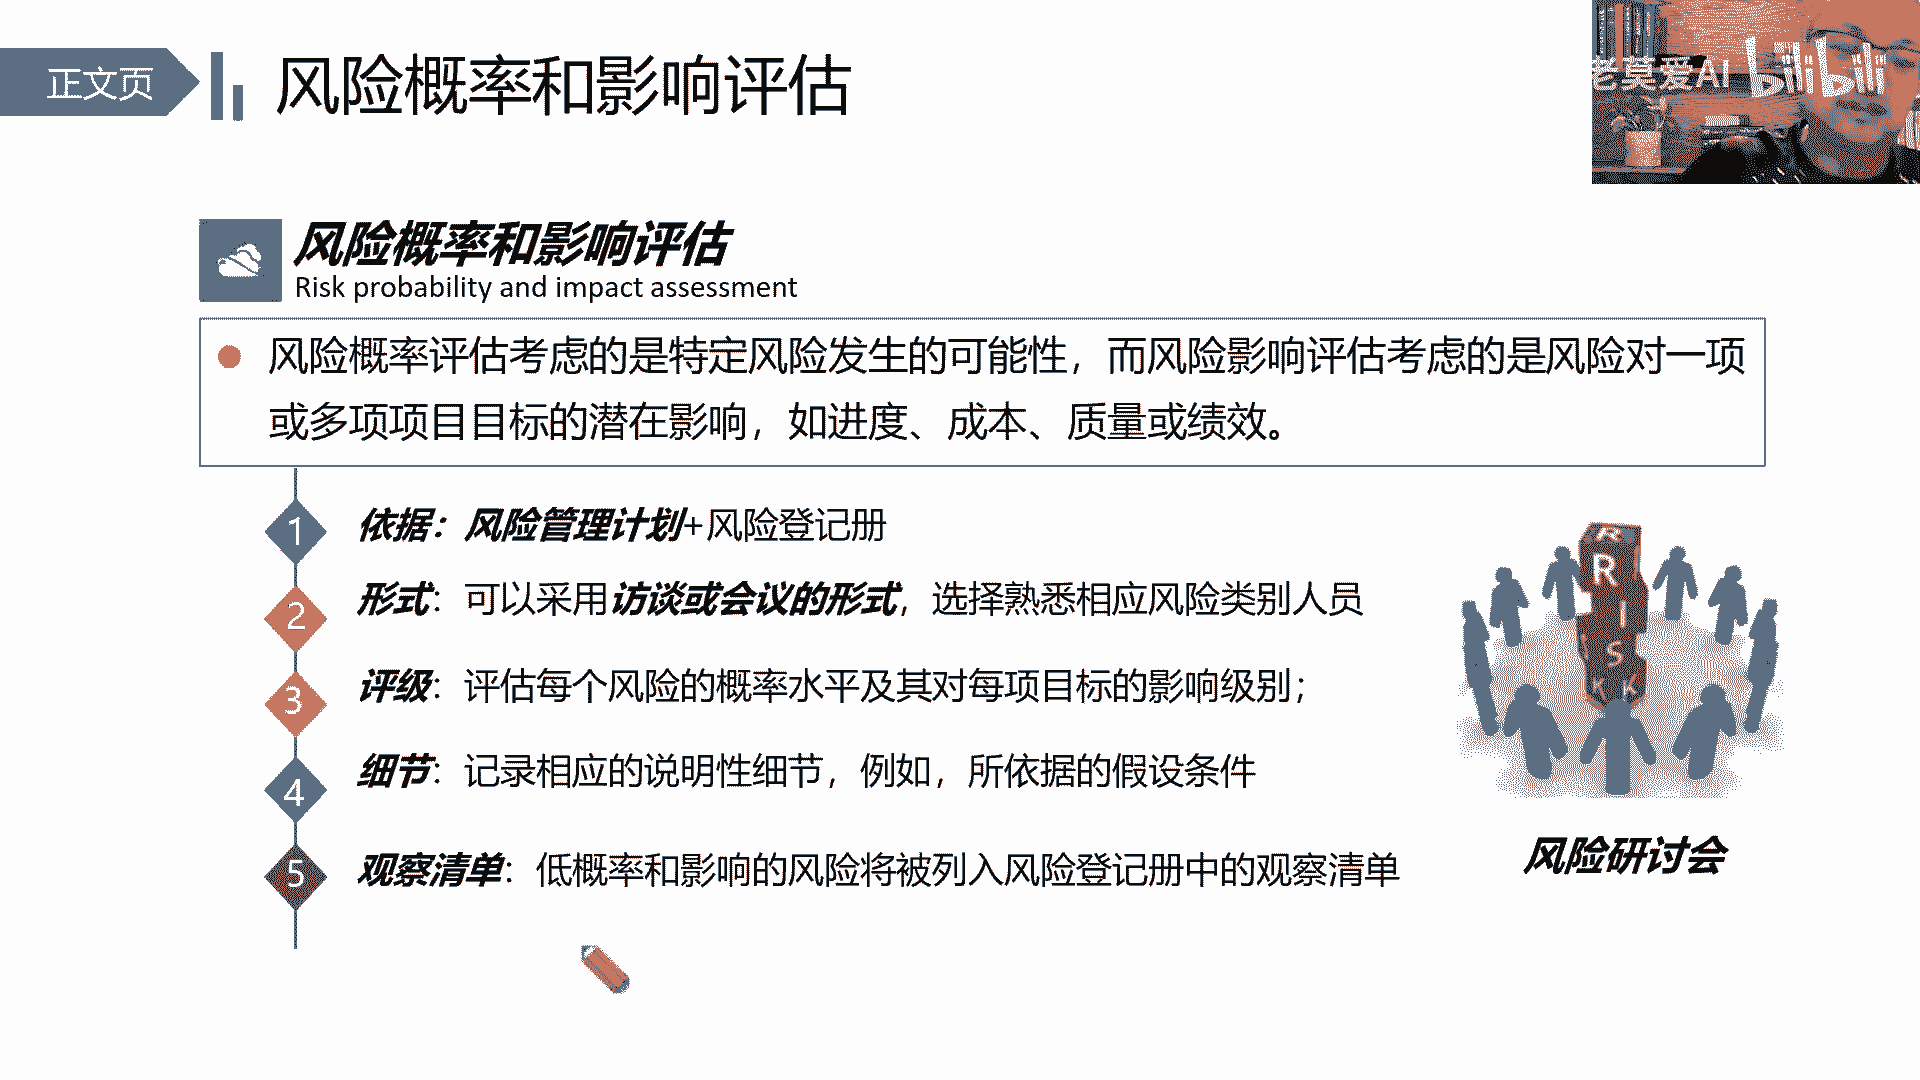 正文页
风险概率和影响评估
老莫爱AI bilibili
风险概率和影响评估
Risk probability and impact assessment
风险概率评估考虑的是特定风险发生的可能性，而风险影响评估考虑的是风险对一项
或多项项目目标的潜在影响，如进度、成本、质量或绩效。
1 依据：风险管理计划+风险登记册
2 形式：可以采用访谈或会议的形式，选择熟悉相应风险类别人员
3 评级：评估每个风险的概率水平及其对每项目标的影响级别；
4 细节：记录相应的说明性细节，例如，所依据的假设条件
5 观察清单：低概率和影响的风险将被列入风险登记册中的观察清单
R
R
I
S
K K
风险研讨会